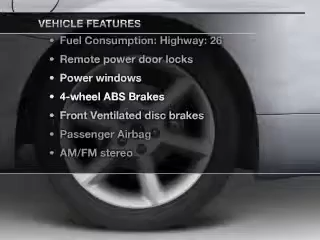 VEHICLE FEATURES
• Fuel Consumption: Highway: 26
• Remote power door locks
• Power windows
• 4-wheel ABS Brakes
• Front Ventilated disc brakes
• Passenger Airbag
• AM/FM stereo